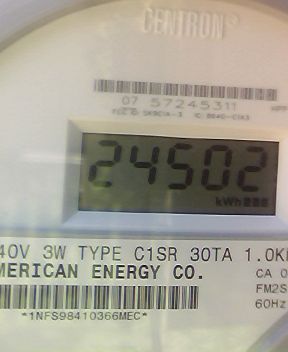 CENTRON®
07 57245311
24502
kWh
40V 3W TYPE C1SR 30TA 1.0K
MERICAN ENERGY CO.
CA 0
FM2S
60Hz
*1NFS98410366MEC*